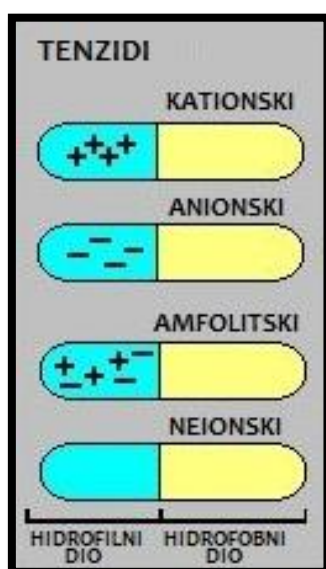 TENZIDI
KATIONSKI
++++
ANIONSKI
− − − −
AMFOLITSKI
+ + − − + −
NEIONSKI
HIDROFILNI DIO
HIDROFOBNI DIO